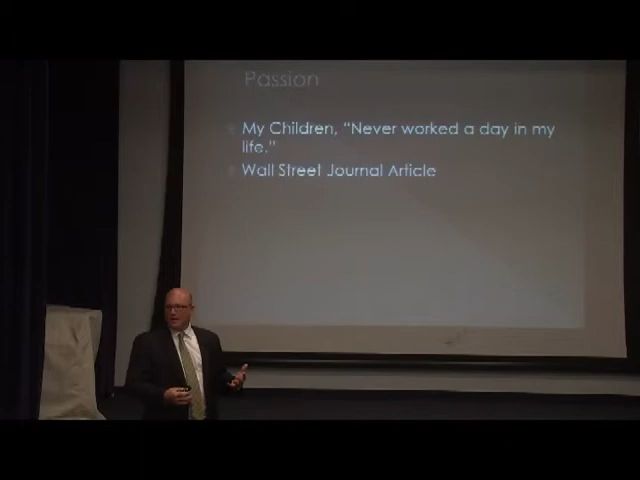 Passion
My Children, "Never worked a day in my
life."
Wall Street Journal Article